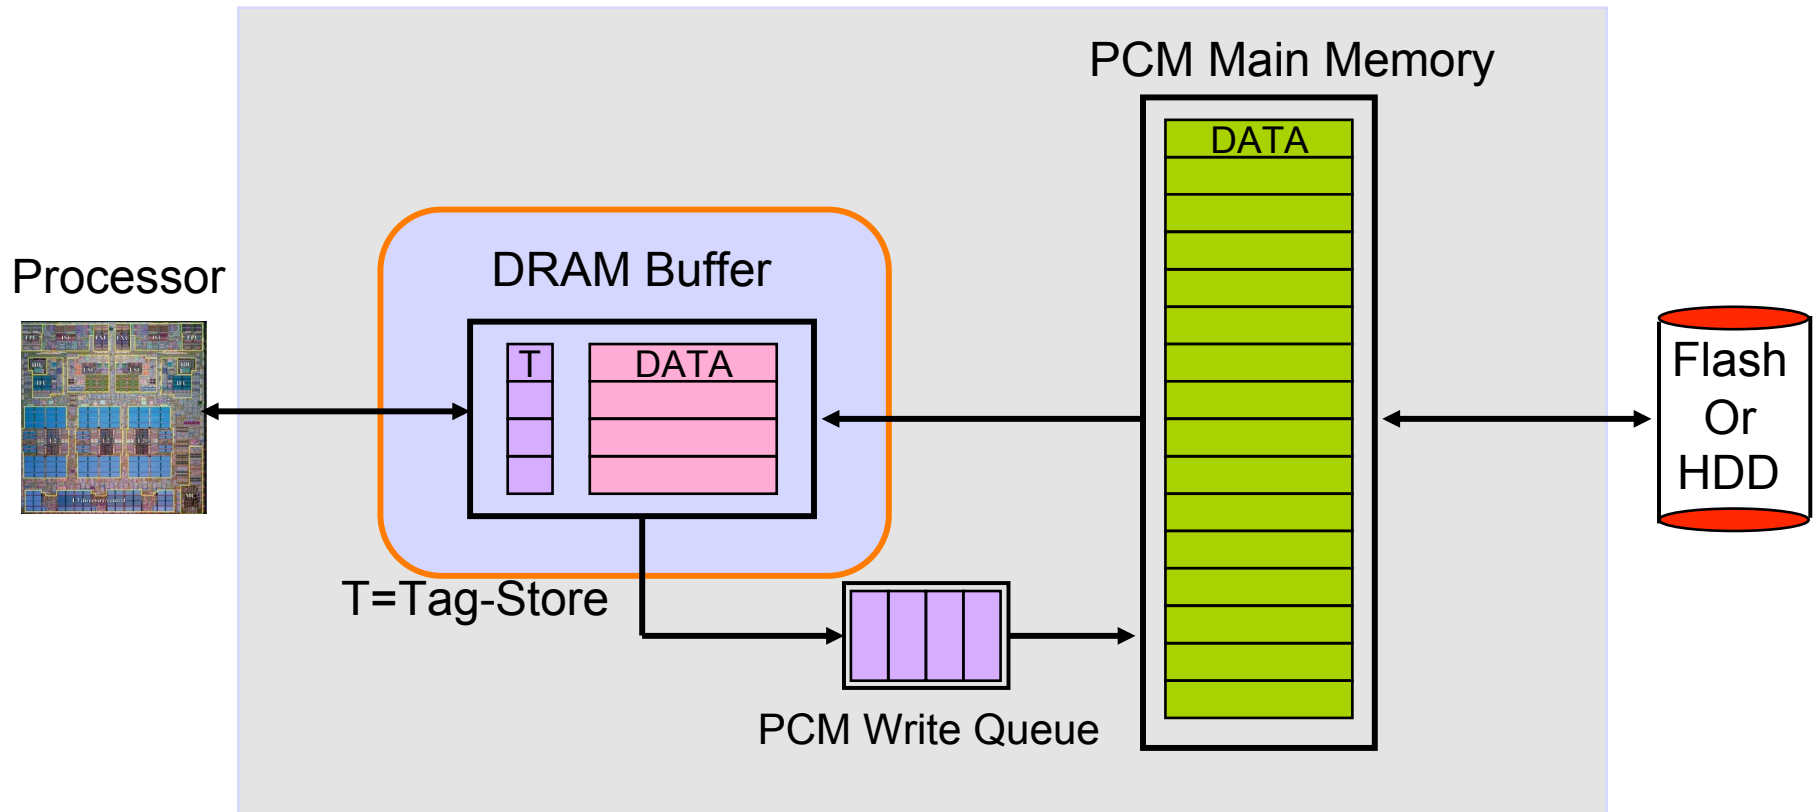 PCM Main Memory
DATA
DRAM Buffer
Processor
T
DATA
Flash
Or
HDD
T=Tag-Store
PCM Write Queue